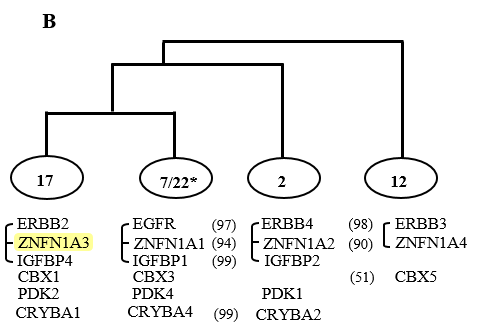 B
17 7/22* 2 12
ERBB2 EGFR (97) ERBB4 (98) ERBB3
ZNFN1A3 ZNFN1A1 (94) ZNFN1A2 (90) ZNFN1A4
IGFBP4 IGFBP1 (99) IGFBP2
CBX1 CBX3 (51) CBX5
PDK2 PDK4 PDK1
CRYBA1 CRYBA4 (99) CRYBA2